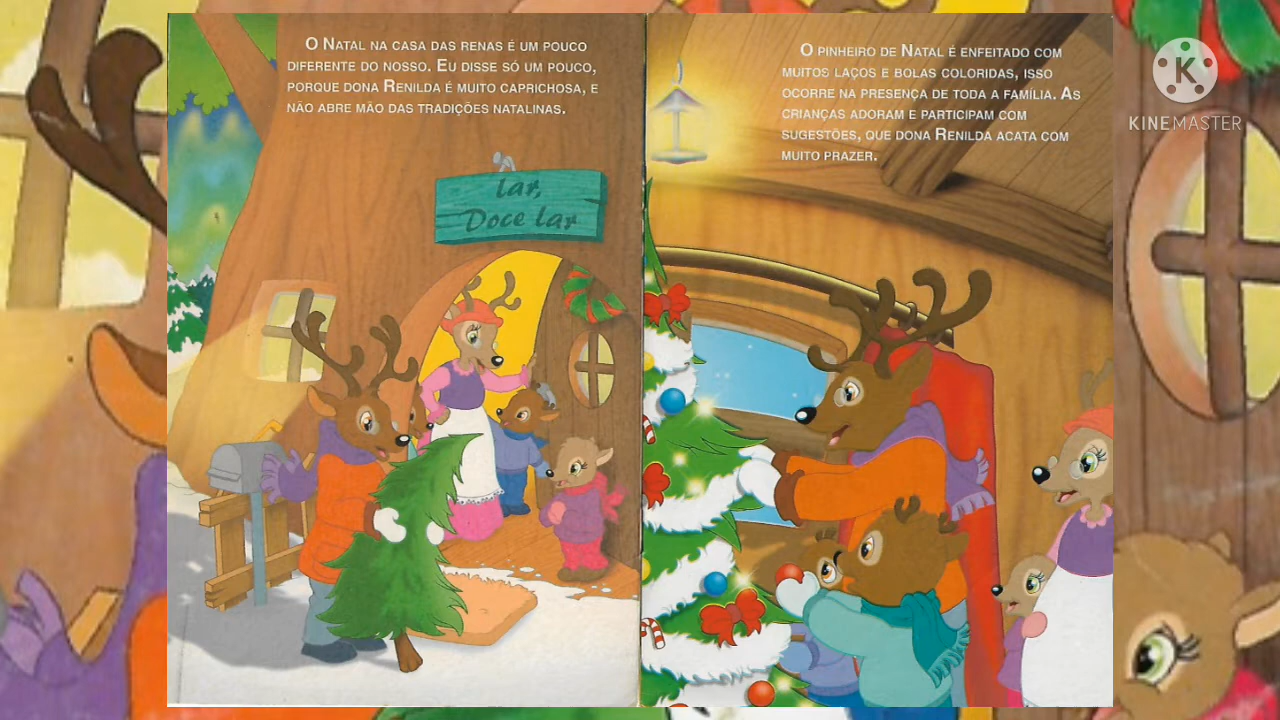 O NATAL NA CASA DAS RENAS É UM POUCO
DIFERENTE DO NOSSO. EU DISSE SÓ UM POUCO,
PORQUE DONA RENILDA É MUITO CAPRICHOSA, E
NÃO ABRE MÃO DAS TRADIÇÕES NATALINAS.
lar,
Doce lar
O PINHEIRO DE NATAL É ENFEITADO COM
MUITOS LAÇOS E BOLAS COLORIDAS, ISSO
OCORRE NA PRESENÇA DE TODA A FAMÍLIA. AS
CRIANÇAS ADORAM E PARTICIPAM COM
SUGESTÕES, QUE DONA RENILDA ACATA COM
MUITO PRAZER.
K
KINEMASTER